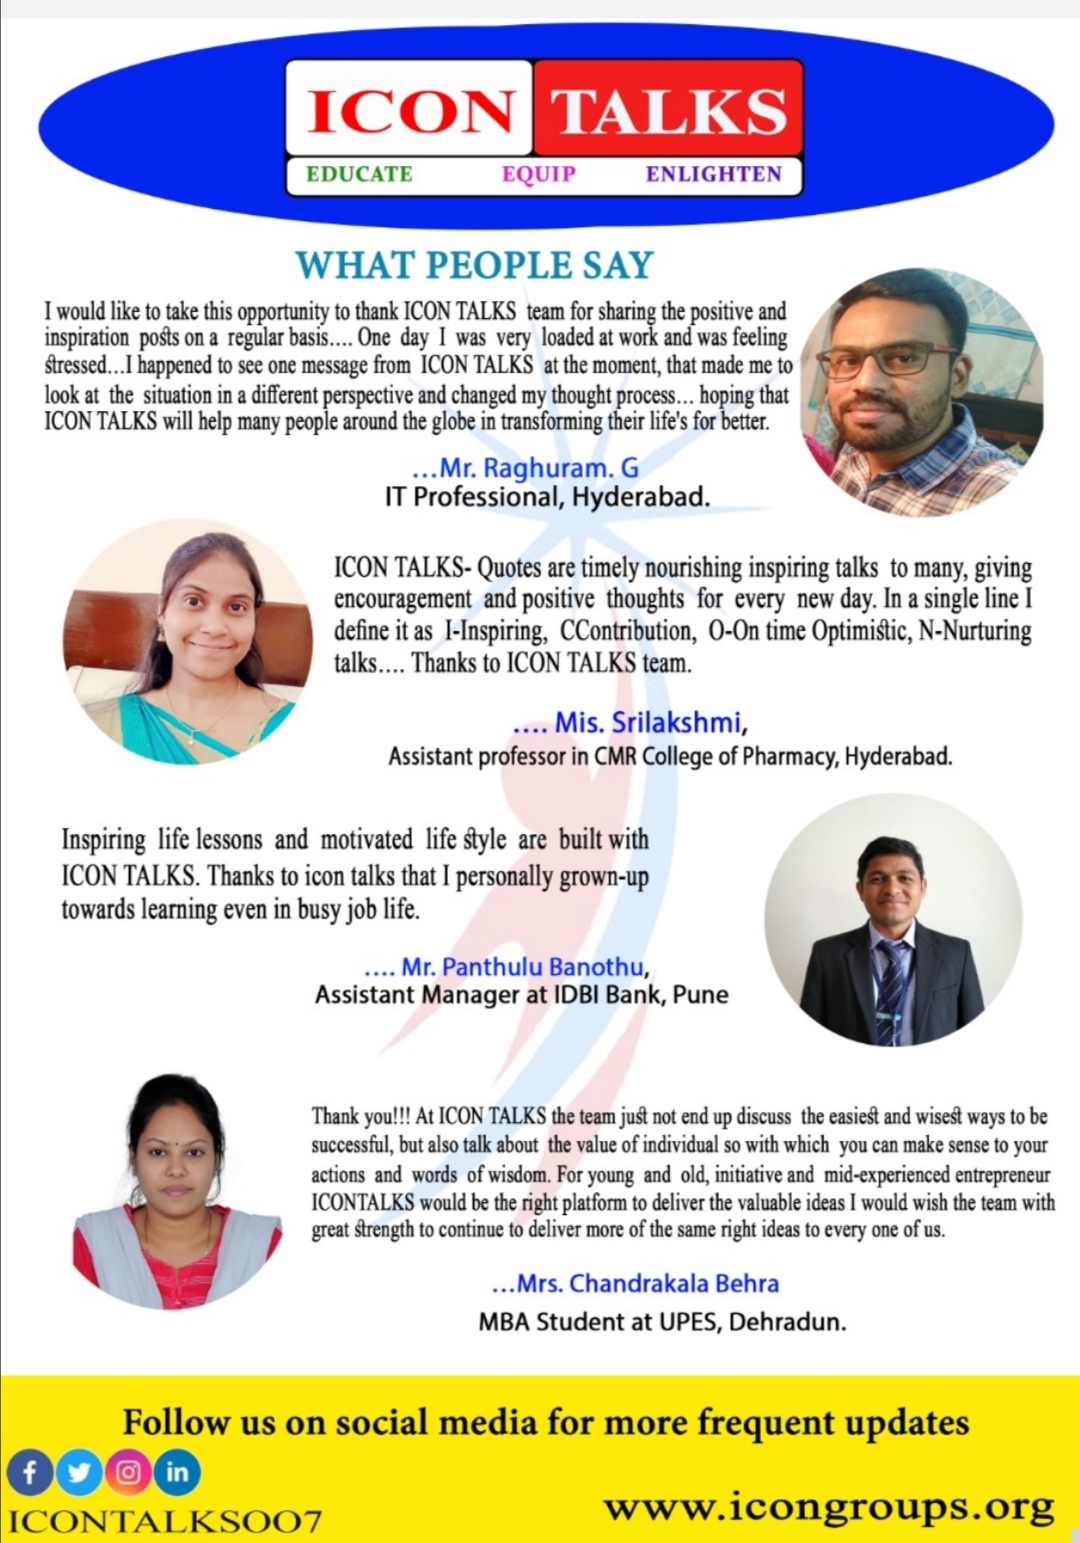 ICON TALKS
EDUCATE EQUIP ENLIGHTEN
WHAT PEOPLE SAY
I would like to take this opportunity to thank ICON TALKS team for sharing the positive and
inspiration posts on a regular basis.... One day I was very loaded at work and was feeling
stressed...I happened to see one message from ICON TALKS at the moment, that made me to
look at the situation in a different perspective and changed my thought process... hoping that
ICON TALKS will help many people around the globe in transforming their life's for better.
...Mr. Raghuram. G
IT Professional, Hyderabad.
ICON TALKS- Quotes are timely nourishing inspiring talks to many, giving
encouragement and positive thoughts for every new day. In a single line I
define it as I-Inspiring, CContribution, O-On time Optimistic, N-Nurturing
talks.... Thanks to ICON TALKS team.
.... Mis. Srilakshmi,
Assistant professor in CMR College of Pharmacy, Hyderabad.
Inspiring life lessons and motivated life style are built with
ICON TALKS. Thanks to icon talks that I personally grown-up
towards learning even in busy job life.
.... Mr. Panthulu Banothu,
Assistant Manager at IDBI Bank, Pune
Thank you!!! At ICON TALKS the team just not end up discuss the easiest and wisest ways to be
successful, but also talk about the value of individual so with which you can make sense to your
actions and words of wisdom. For young and old, initiative and mid-experienced entrepreneur
ICONTALKS would be the right platform to deliver the valuable ideas I would wish the team with
great strength to continue to deliver more of the same right ideas to every one of us.
...Mrs. Chandrakala Behra
MBA Student at UPES, Dehradun.
Follow us on social media for more frequent updates
ICONTALKS007
www.icongroups.org